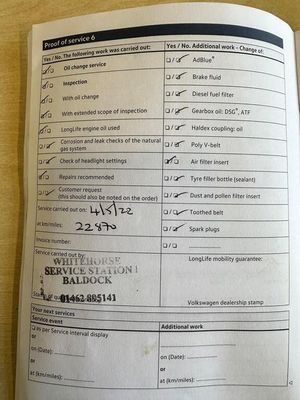 Proof of service 6
Yes / No. The following work was carried out:
Oil change service
Inspection
With oil change
With extended scope of inspection
LongLife engine oil used
Corrosion and leak checks of the natural
gas system
Check of headlight settings
Repairs recommended
Customer request
(this should also be noted on the order)
Service carried out on: 4/5/22
at km/miles: 22870
Invoice number:
Service carried out by:
WHITEHORSE
SERVICE STATION
BALDOCK
01462 895141
Yes / No. Additional work - Change of:
AdBlue®
Brake fluid
Diesel fuel filter
Gearbox oil: DSG®, ATF
Haldex coupling: oil
Poly V-belt
Air filter insert
Tyre filler bottle (sealant)
Dust and pollen filter insert
Toothed belt
Spark plugs
LongLife mobility guarantee:
Volkswagen dealership stamp
Your next services
Service event
as per Service interval display
or
on (Date):
or
at (km/miles):
Additional work
on (Date):
or
at (km/miles):